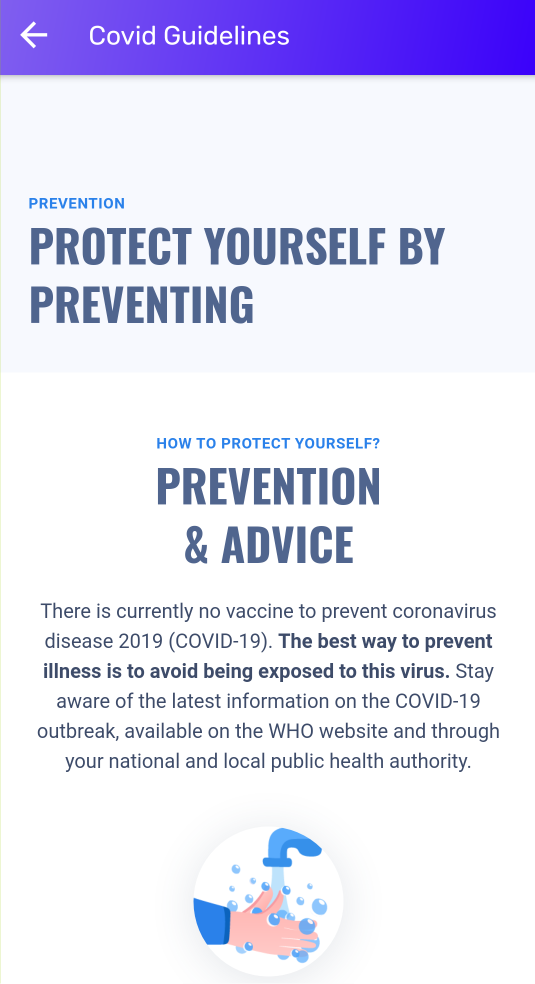 Covid Guidelines
PREVENTION
PROTECT YOURSELF BY
PREVENTING
HOW TO PROTECT YOURSELF?
PREVENTION
& ADVICE
There is currently no vaccine to prevent coronavirus
disease 2019 (COVID-19). The best way to prevent
illness is to avoid being exposed to this virus. Stay
aware of the latest information on the COVID-19
outbreak, available on the WHO website and through
your national and local public health authority.